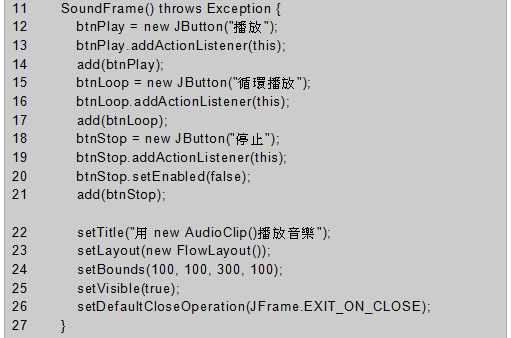 11 SoundFrame() throws Exception {
12 btnPlay = new JButton("播放");
13 btnPlay.addActionListener(this);
14 add(btnPlay);
15 btnLoop = new JButton("循環播放");
16 btnLoop.addActionListener(this);
17 add(btnLoop);
18 btnStop = new JButton("停止");
19 btnStop.addActionListener(this);
20 btnStop.setEnabled(false);
21 add(btnStop);
22 setTitle("用 new AudioClip()播放音樂");
23 setLayout(new FlowLayout());
24 setBounds(100, 100, 300, 100);
25 setVisible(true);
26 setDefaultCloseOperation(JFrame.EXIT_ON_CLOSE);
27 }